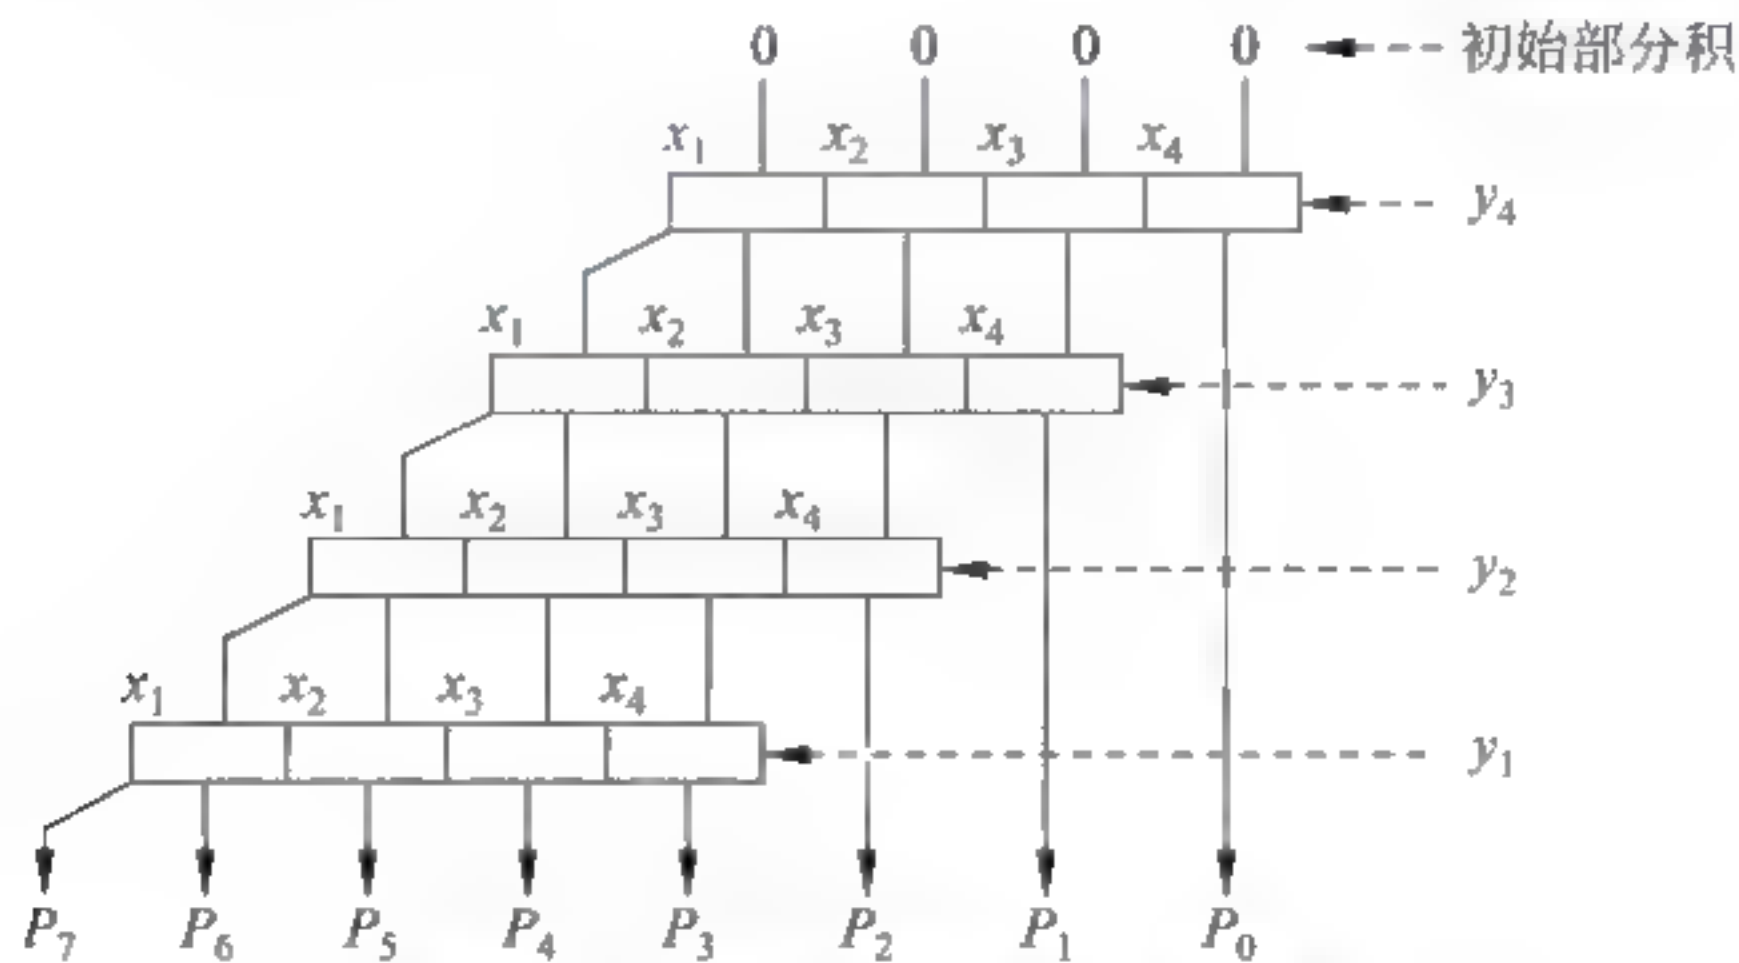 0 0 0 0 初始部分积
x₁ x₂ x₃ x₄
y₄
x₁ x₂ x₃ x₄
y₃
x₁ x₂ x₃ x₄
y₂
x₁ x₂ x₃ x₄
y₁
P₇ P₆ P₅ P₄ P₃ P₂ P₁ P₀